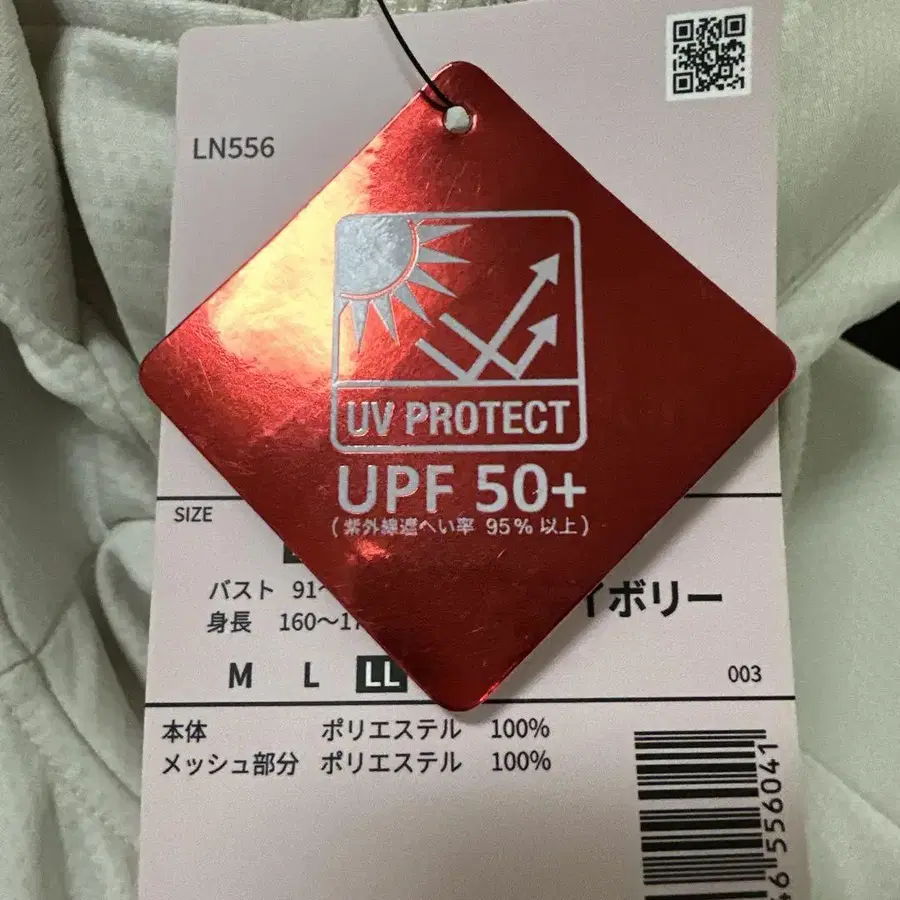 LN556
UV PROTECT
UPF 50+
(紫外線遮へい率 95%以上)
SIZE
バスト 91~
身長 160～17
イボリー
M L LL
003
本体 ポリエステル 100%
メッシュ部分 ポリエステル 100%
556041